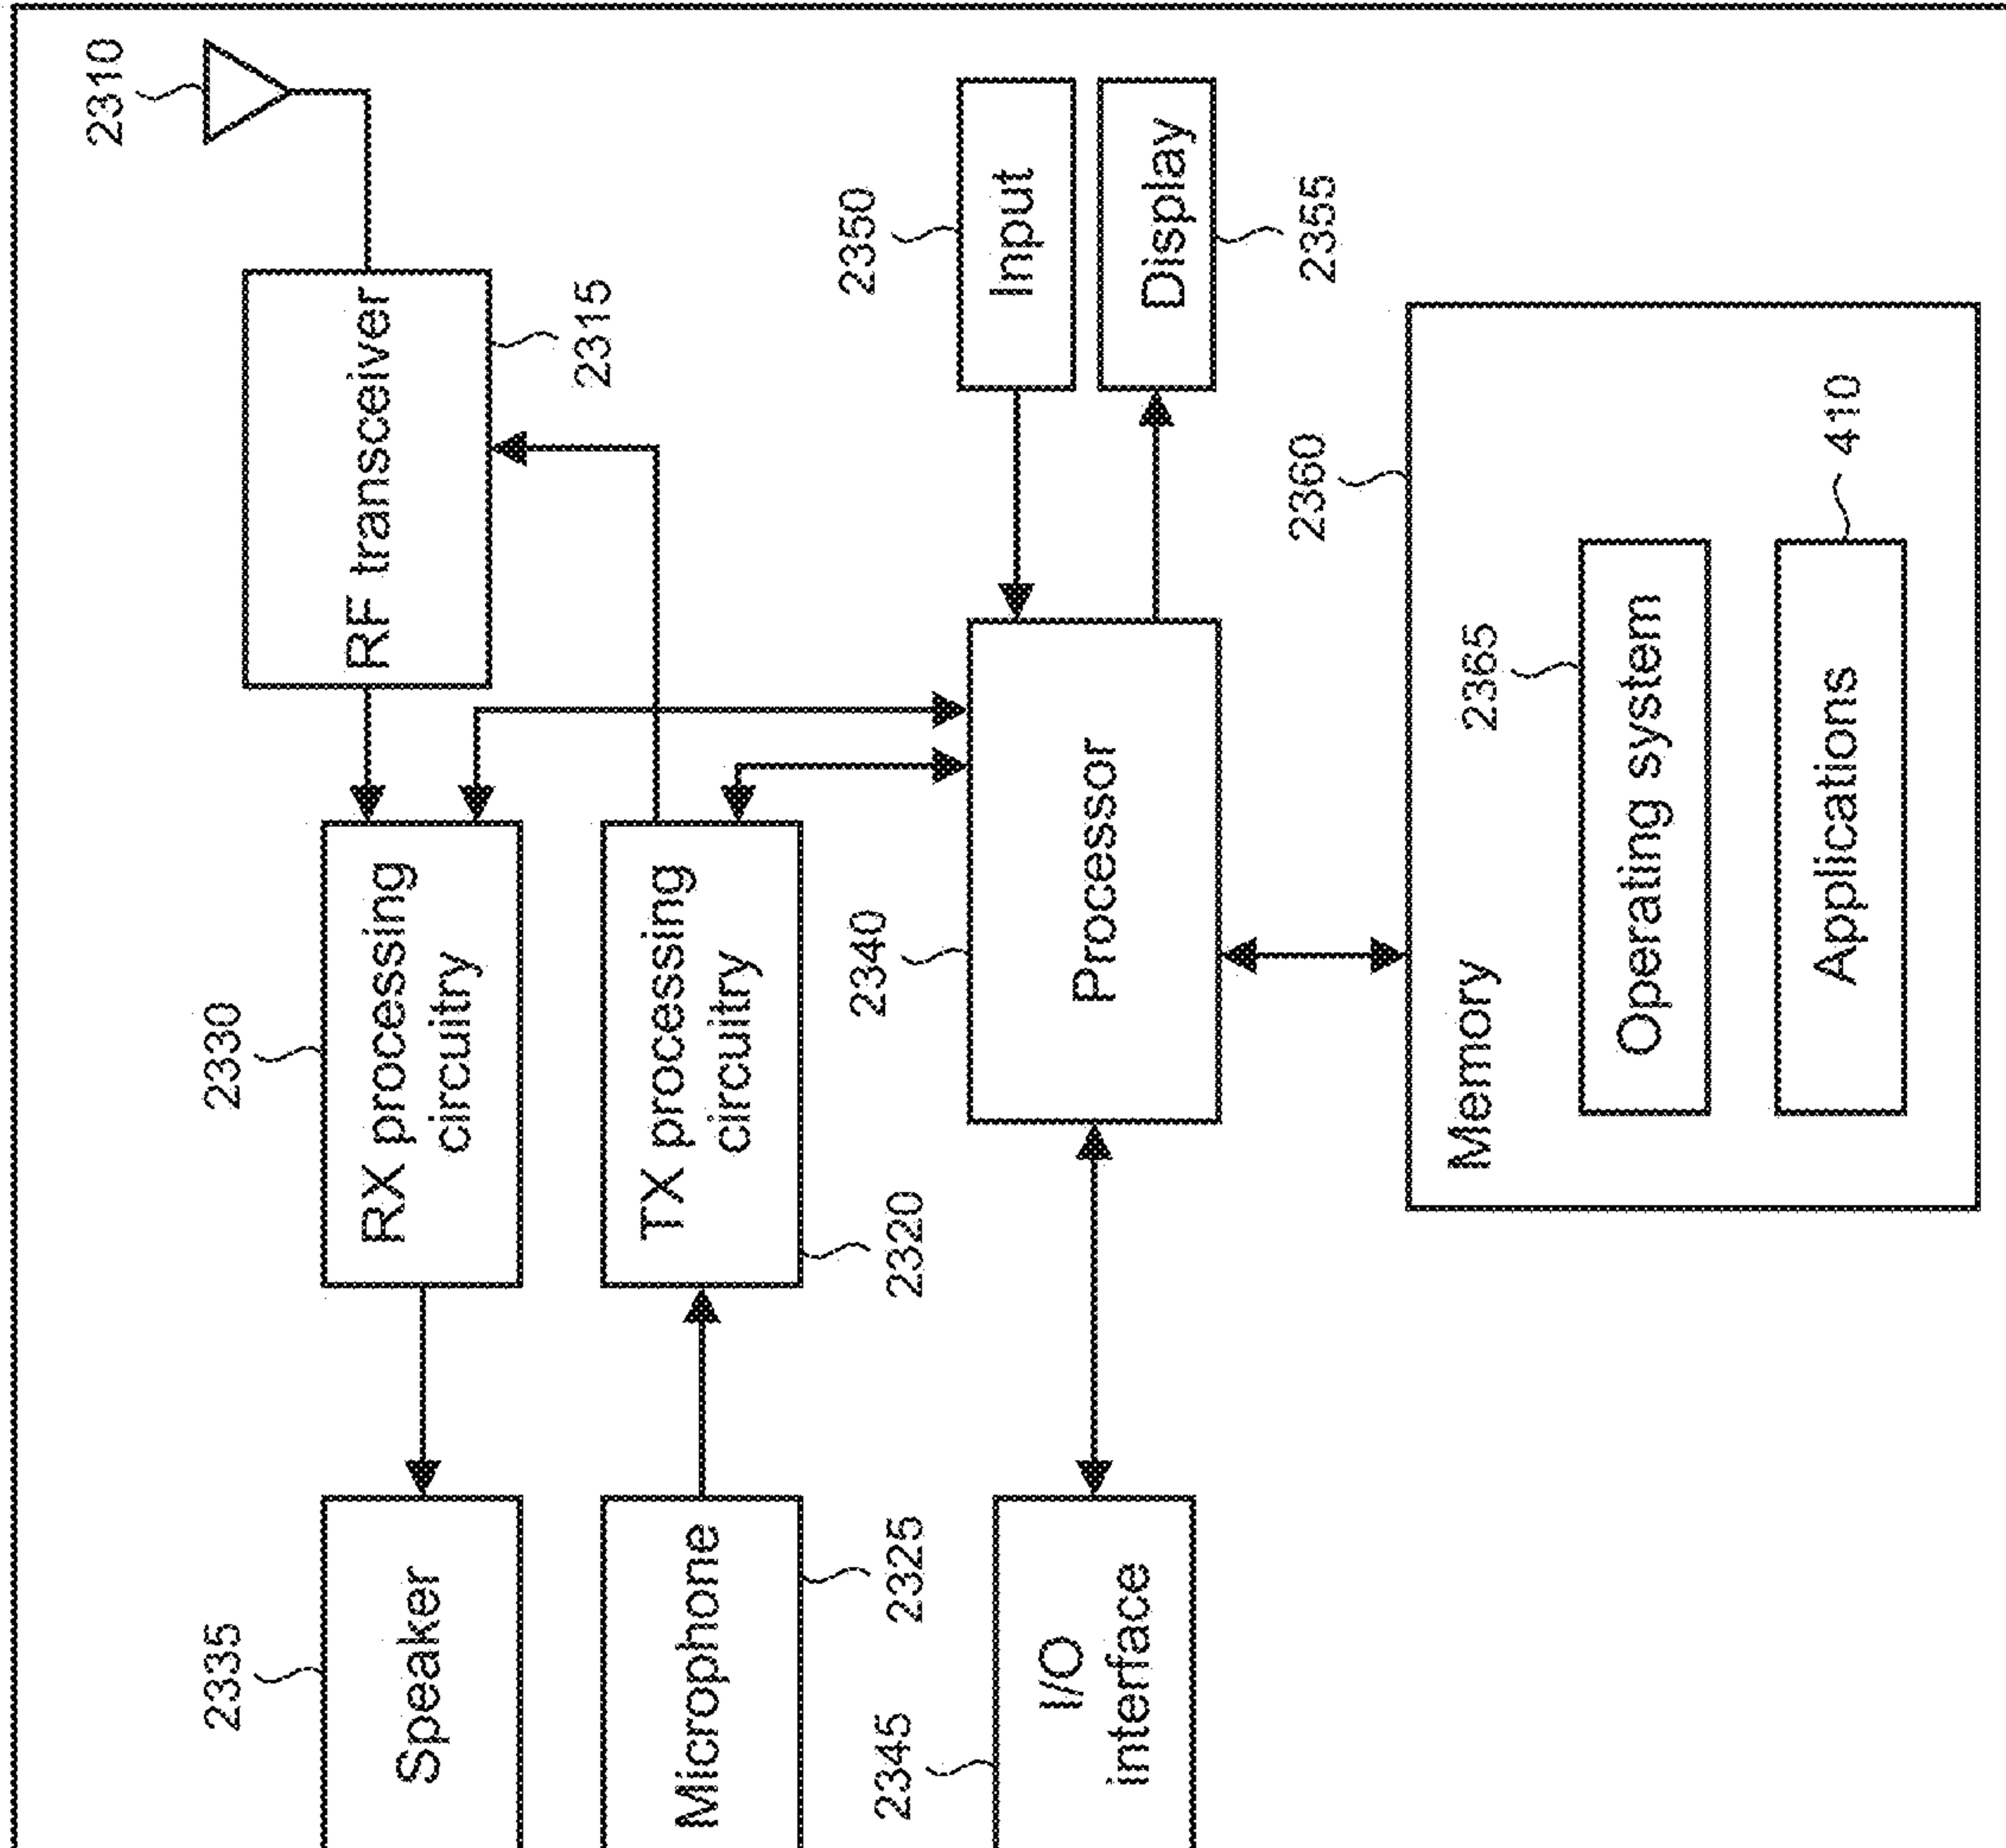 2310
RF transceiver
2315
2335
Speaker
2330
RX processing
circuitry
Microphone
2325
TX processing
circuitry
2320
2345
I/O
interface
2340
Processor
2350
Input
Display
2355
2360
Memory
2365
Operating system
Applications
410